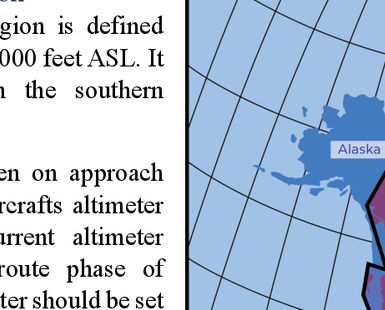 gion is defined
000 feet ASL. It
the southern
en on approach
rcrafts altimeter
urrent altimeter
route phase of
ter should be set
Alaska